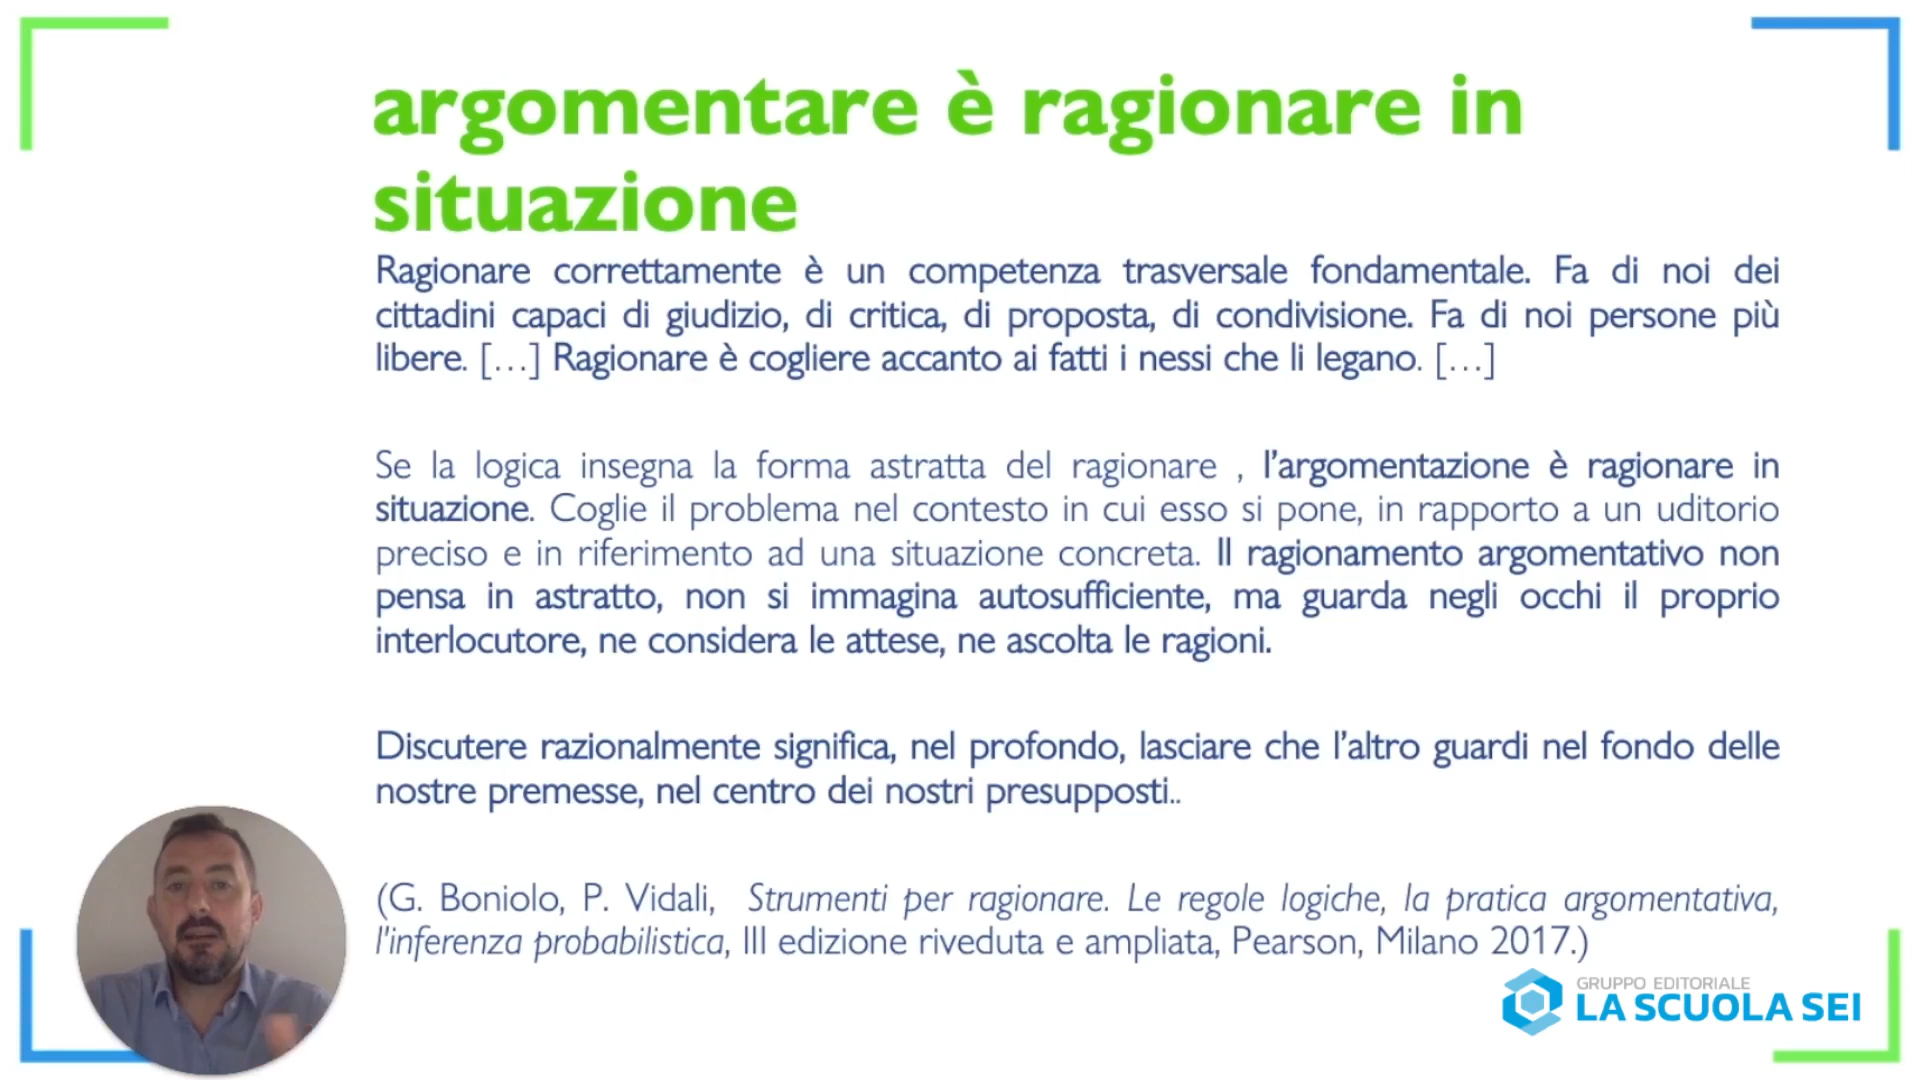 argomentare è ragionare in
situazione
Ragionare correttamente è un competenza trasversale fondamentale. Fa di noi dei
cittadini capaci di giudizio, di critica, di proposta, di condivisione. Fa di noi persone più
libere. […] Ragionare è cogliere accanto ai fatti i nessi che li legano. […]
Se la logica insegna la forma astratta del ragionare , l’argomentazione è ragionare in
situazione. Coglie il problema nel contesto in cui esso si pone, in rapporto a un uditorio
preciso e in riferimento ad una situazione concreta. Il ragionamento argomentativo non
pensa in astratto, non si immagina autosufficiente, ma guarda negli occhi il proprio
interlocutore, ne considera le attese, ne ascolta le ragioni.
Discutere razionalmente significa, nel profondo, lasciare che l’altro guardi nel fondo delle
nostre premesse, nel centro dei nostri presupposti..
(G. Boniolo, P. Vidali, Strumenti per ragionare. Le regole logiche, la pratica argomentativa,
l’inferenza probabilistica, III edizione riveduta e ampliata, Pearson, Milano 2017.)
GRUPPO EDITORIALE
LA SCUOLA SEI